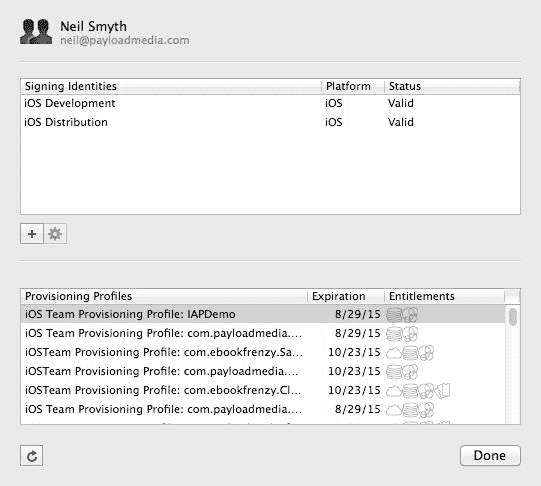 Neil Smyth
neil@payloadmedia.com
Signing Identities Platform Status
iOS Development iOS Valid
iOS Distribution iOS Valid
Provisioning Profiles Expiration Entitlements
iOS Team Provisioning Profile: IAPDemo 8/29/15
iOS Team Provisioning Profile: com.payloadmedia.... 8/29/15
iOSTeam Provisioning Profile: com.ebookfrenzy.Sa... 10/23/15
iOSTeam Provisioning Profile: com.payloadmedia.... 10/23/15
iOSTeam Provisioning Profile: com.ebookfrenzy.Cl... 10/23/15
iOS Team Provisioning Profile: com.payloadmedia.... 8/29/15
Done